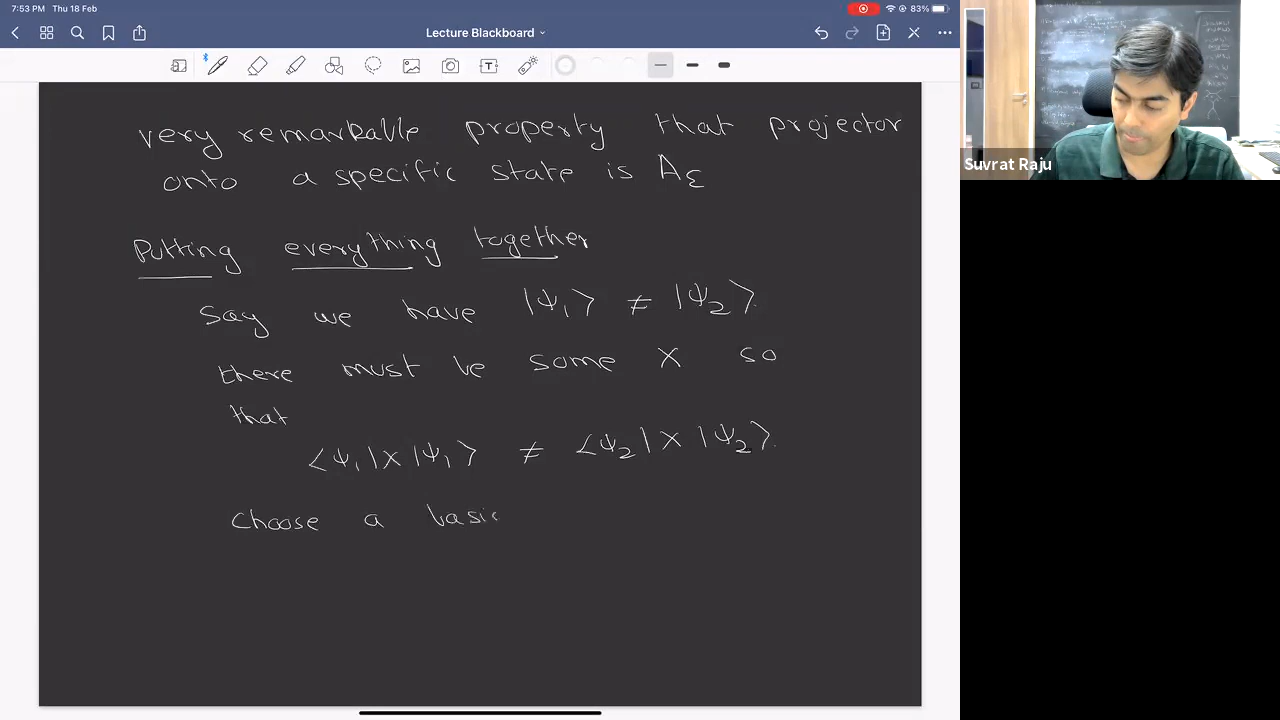 7:53 PM Thu 18 Feb
83%
Lecture Blackboard
T
very remarkable property that projector
onto a specific state is A_ε
Putting everything together
Say we have |ψ₁⟩ ≠ |ψ₂⟩.
there must be some X so
that
⟨ψ₁|X|ψ₁⟩ ≠ ⟨ψ₂|X|ψ₂⟩.
choose a basi
Suvrat Raju